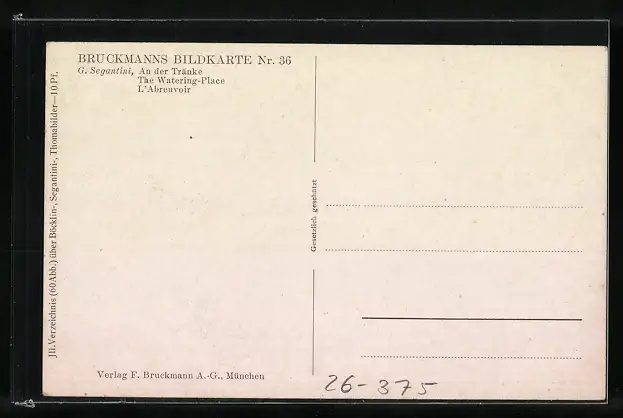 BRUCKMANNS BILDKARTE Nr. 36
G. Segantini, An der Tränke
The Watering-Place
L'Abreuvoir
Jll. Verzeichnis (60 Abb.) über Böcklin-, Segantini-, Thomabilder—10 Pf.
Gesetzlich geschützt
Verlag F. Bruckmann A.-G., München
26-375